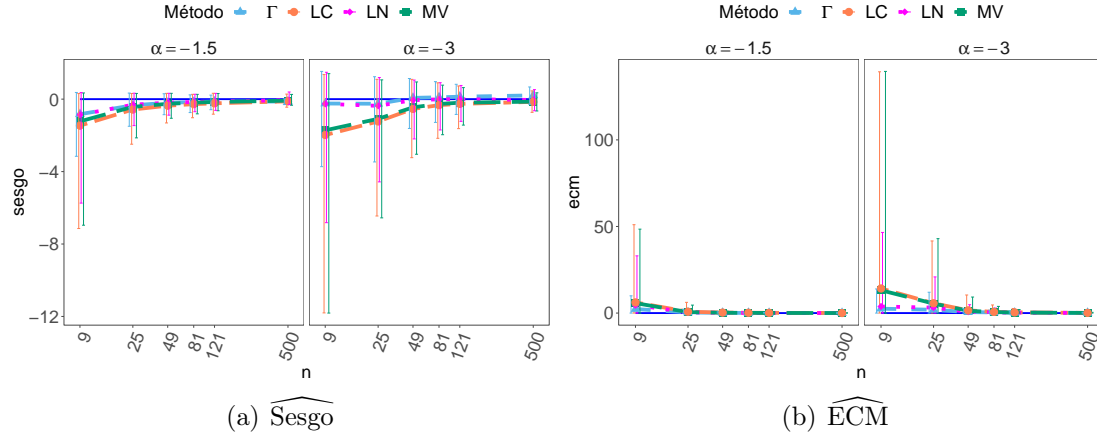 Método Γ LC LN MV
α = −1.5 α = −3
sesgo
0
−4
−8
−12
9 25 49 81 121 500 9 25 49 81 121 500
n
(a) Sesgo
Método Γ LC LN MV
α = −1.5 α = −3
ecm
100
50
0
9 25 49 81 121 500 9 25 49 81 121 500
n
(b) ECM